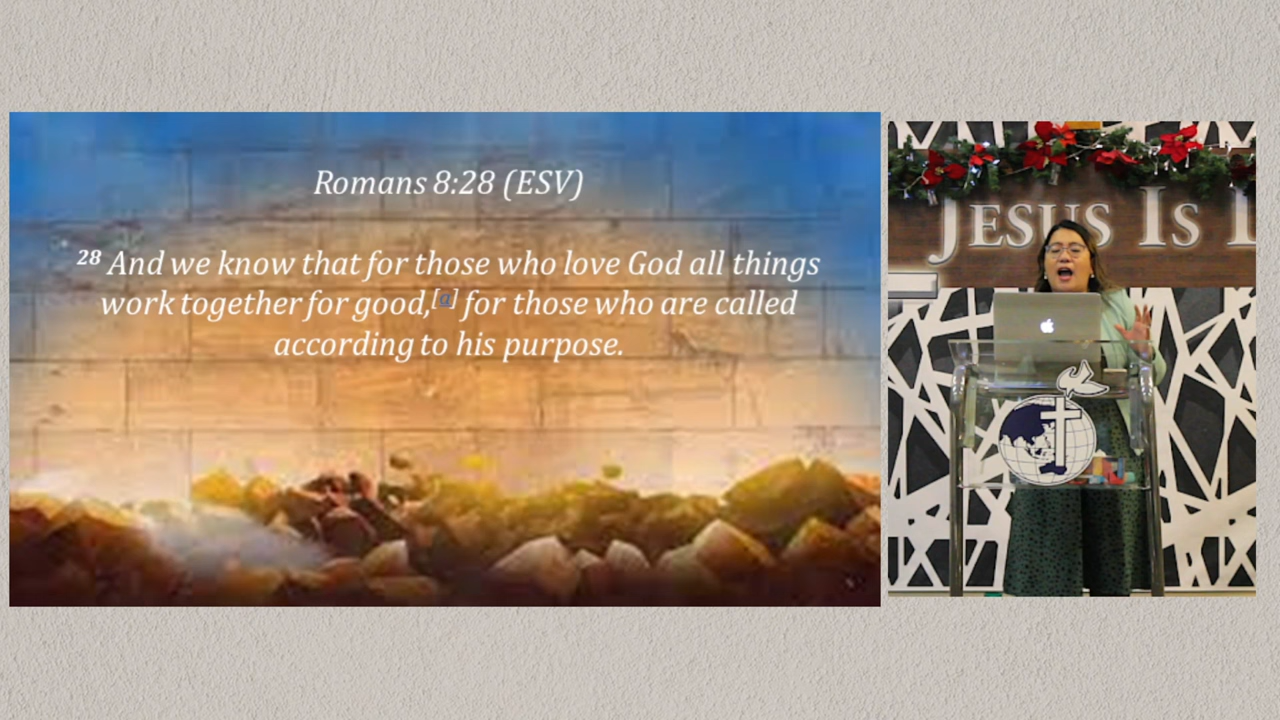 Romans 8:28 (ESV)
28 And we know that for those who love God all things
work together for good,[a] for those who are called
according to his purpose.
JESUS IS L